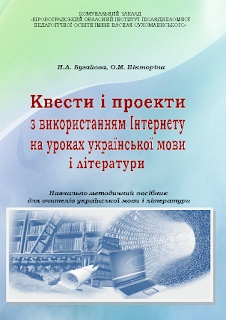 КОМУНАЛЬНИЙ ЗАКЛАД
«КІРОВОГРАДСЬКИЙ ОБЛАСНИЙ ІНСТИТУТ ПІСЛЯДИПЛОМНОЇ
ПЕДАГОГІЧНОЇ ОСВІТИ ІМЕНІ ВАСИЛЯ СУХОМЛИНСЬКОГО»
Н.А. Бугайова, О.М. Вікторіна
Квести і проекти
з використанням Інтернету
на уроках української мови
і літератури
Навчально-методичний посібник
для вчителів української мови і літератури